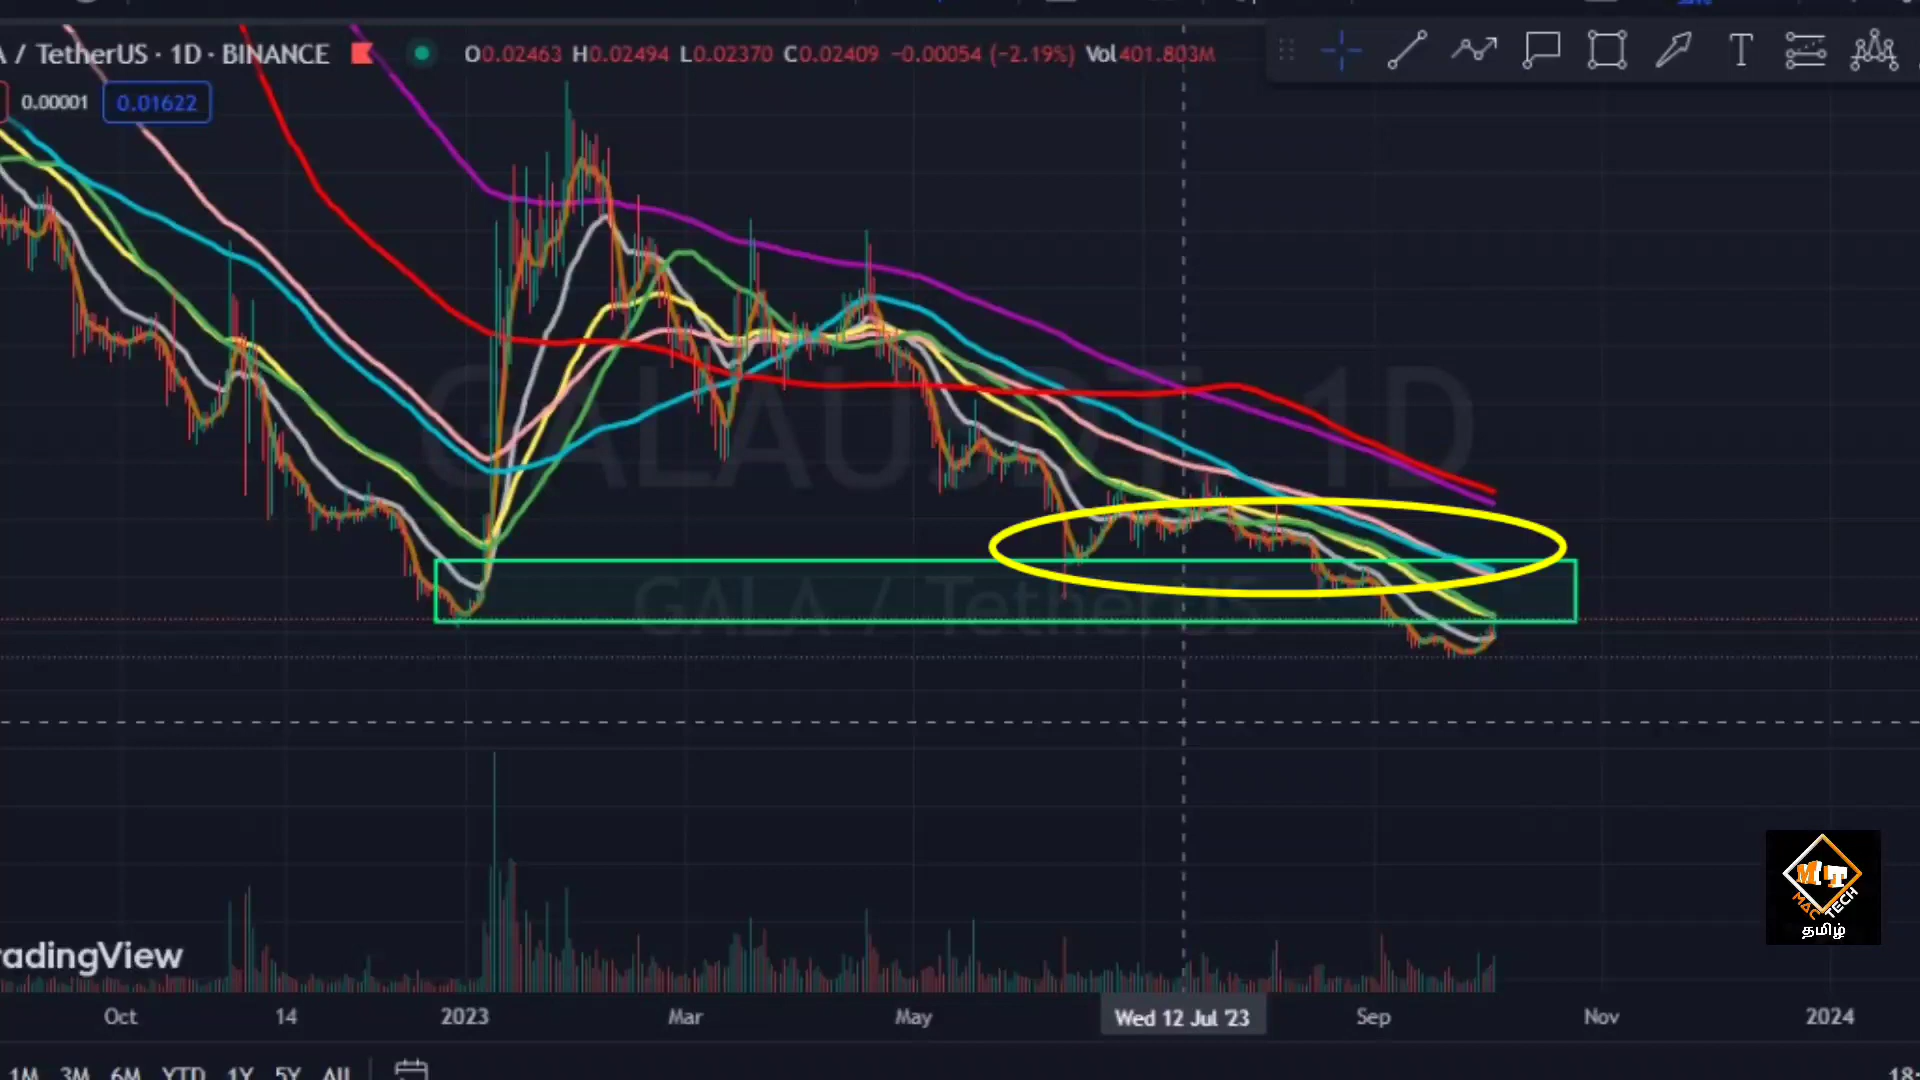 / TetherUS · 1D · BINANCE O0.02463 H0.02494 L0.02370 C0.02409 −0.00054 (−2.19%) Vol401.803M
0.00001 0.01622
GALAUSDT 1D
GALA / TetherUS
MT
MAC TECH
தமிழ்
adingView
Oct 14 2023 Mar May Wed 12 Jul '23 Sep Nov 2024
1M 3M 6M YTD 1Y 5Y All